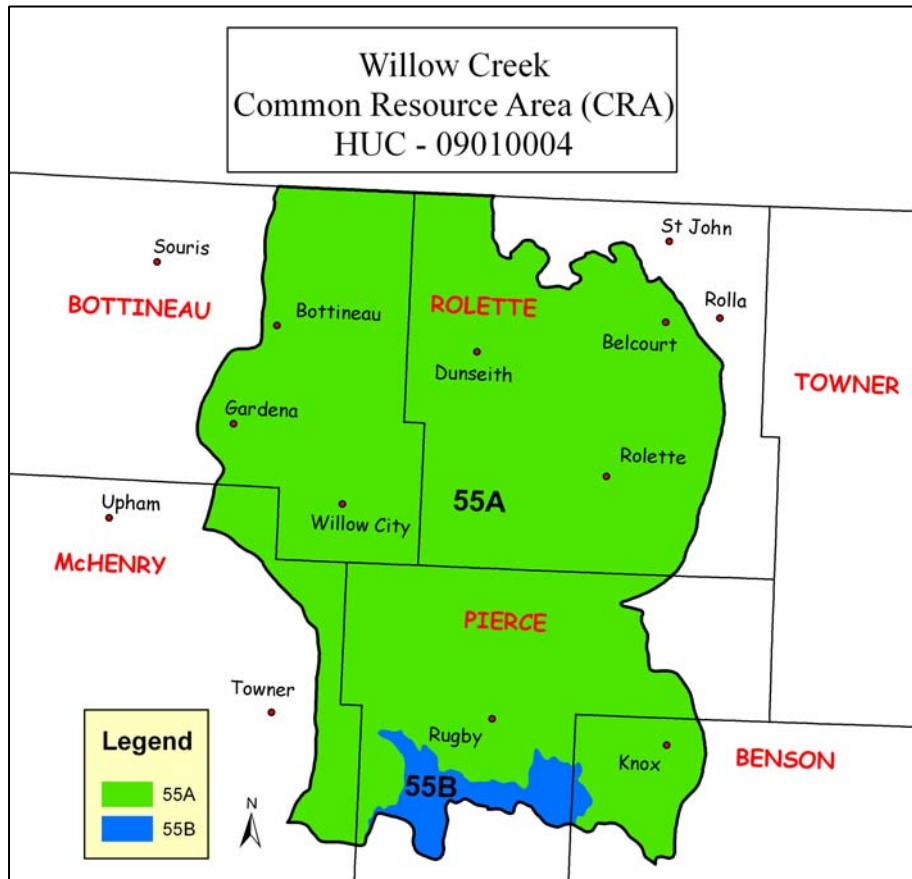 Willow Creek
Common Resource Area (CRA)
HUC - 09010004
St John
Souris
BOTTINEAU
ROLETTE
Rolla
Bottineau
Belcourt
Dunseith
TOWNER
Gardena
Rolette
Upham
Willow City
55A
McHENRY
PIERCE
Towner
Rugby
Knox
BENSON
55B
Legend
55A
55B
N